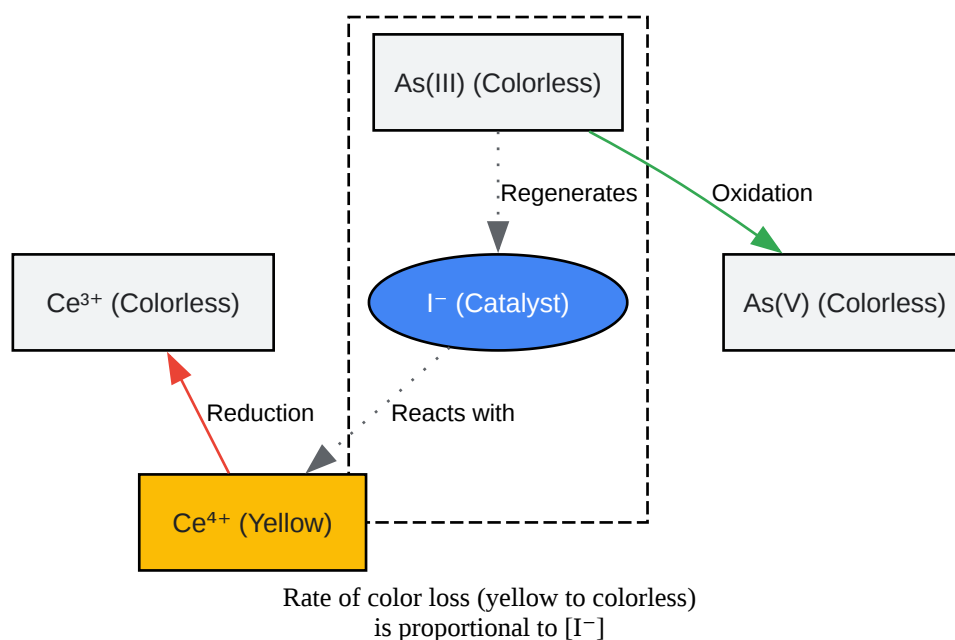 As(III) (Colorless)
Regenerates
Oxidation
Ce³⁺ (Colorless)
I⁻ (Catalyst)
As(V) (Colorless)
Reduction
Reacts with
Ce⁴⁺ (Yellow)
Rate of color loss (yellow to colorless)
is proportional to [I⁻]